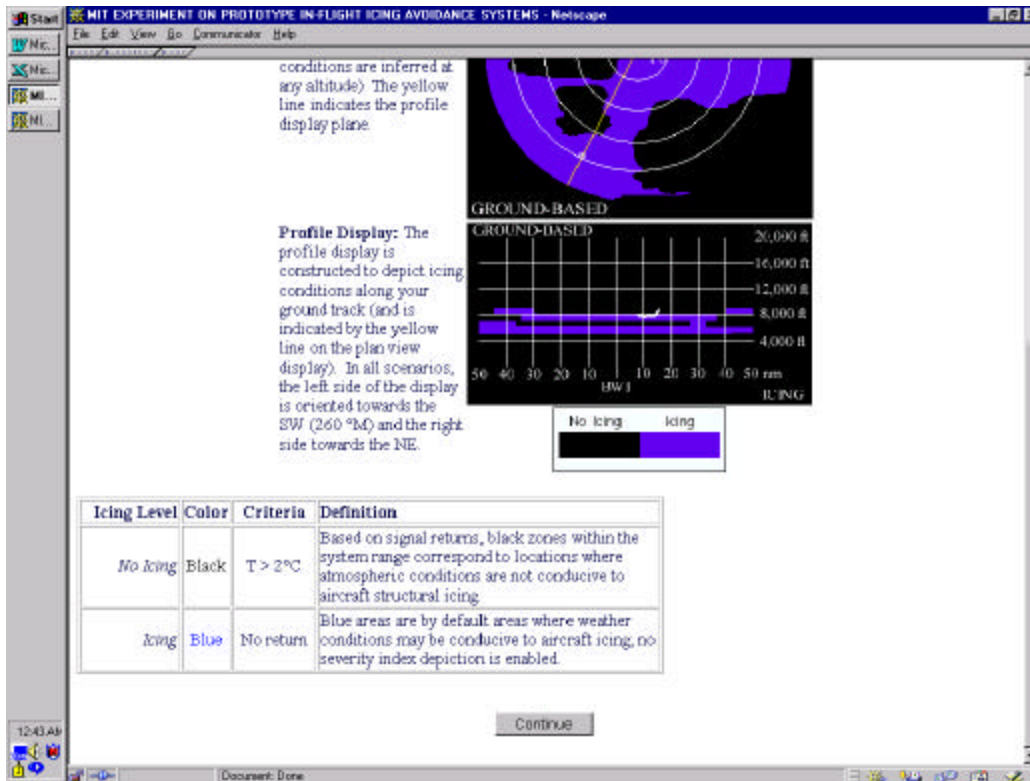 Start
MIT EXPERIMENT ON PROTOTYPE IN-FLIGHT ICING AVOIDANCE SYSTEMS - Netscape
File Edit View Go Communicator Help
Mic...
Mic...
MI...
MI...
conditions are inferred at
any altitude) The yellow
line indicates the profile
display plane.
GROUND-BASED
Profile Display: The
profile display is
constructed to depict icing
conditions along your
ground track (and is
indicated by the yellow
line on the plan view
display). In all scenarios,
the left side of the display
is oriented towards the
SW (260 °M) and the right
side towards the NE.
GROUND-BASED
20,000 ft
16,000 ft
12,000 ft
8,000 ft
4,000 ft
50 40 30 20 10 10 20 30 40 50 nm
BWI
ICING
No Icing Icing
Icing Level Color Criteria Definition
No Icing Black T > 2°C Based on signal returns, black zones within the
system range correspond to locations where
atmospheric conditions are not conducive to
aircraft structural icing.
Icing Blue No return Blue areas are by default areas where weather
conditions may be conducive to aircraft icing, no
severity index depiction is enabled.
Continue
12:43 AM
Document: Done